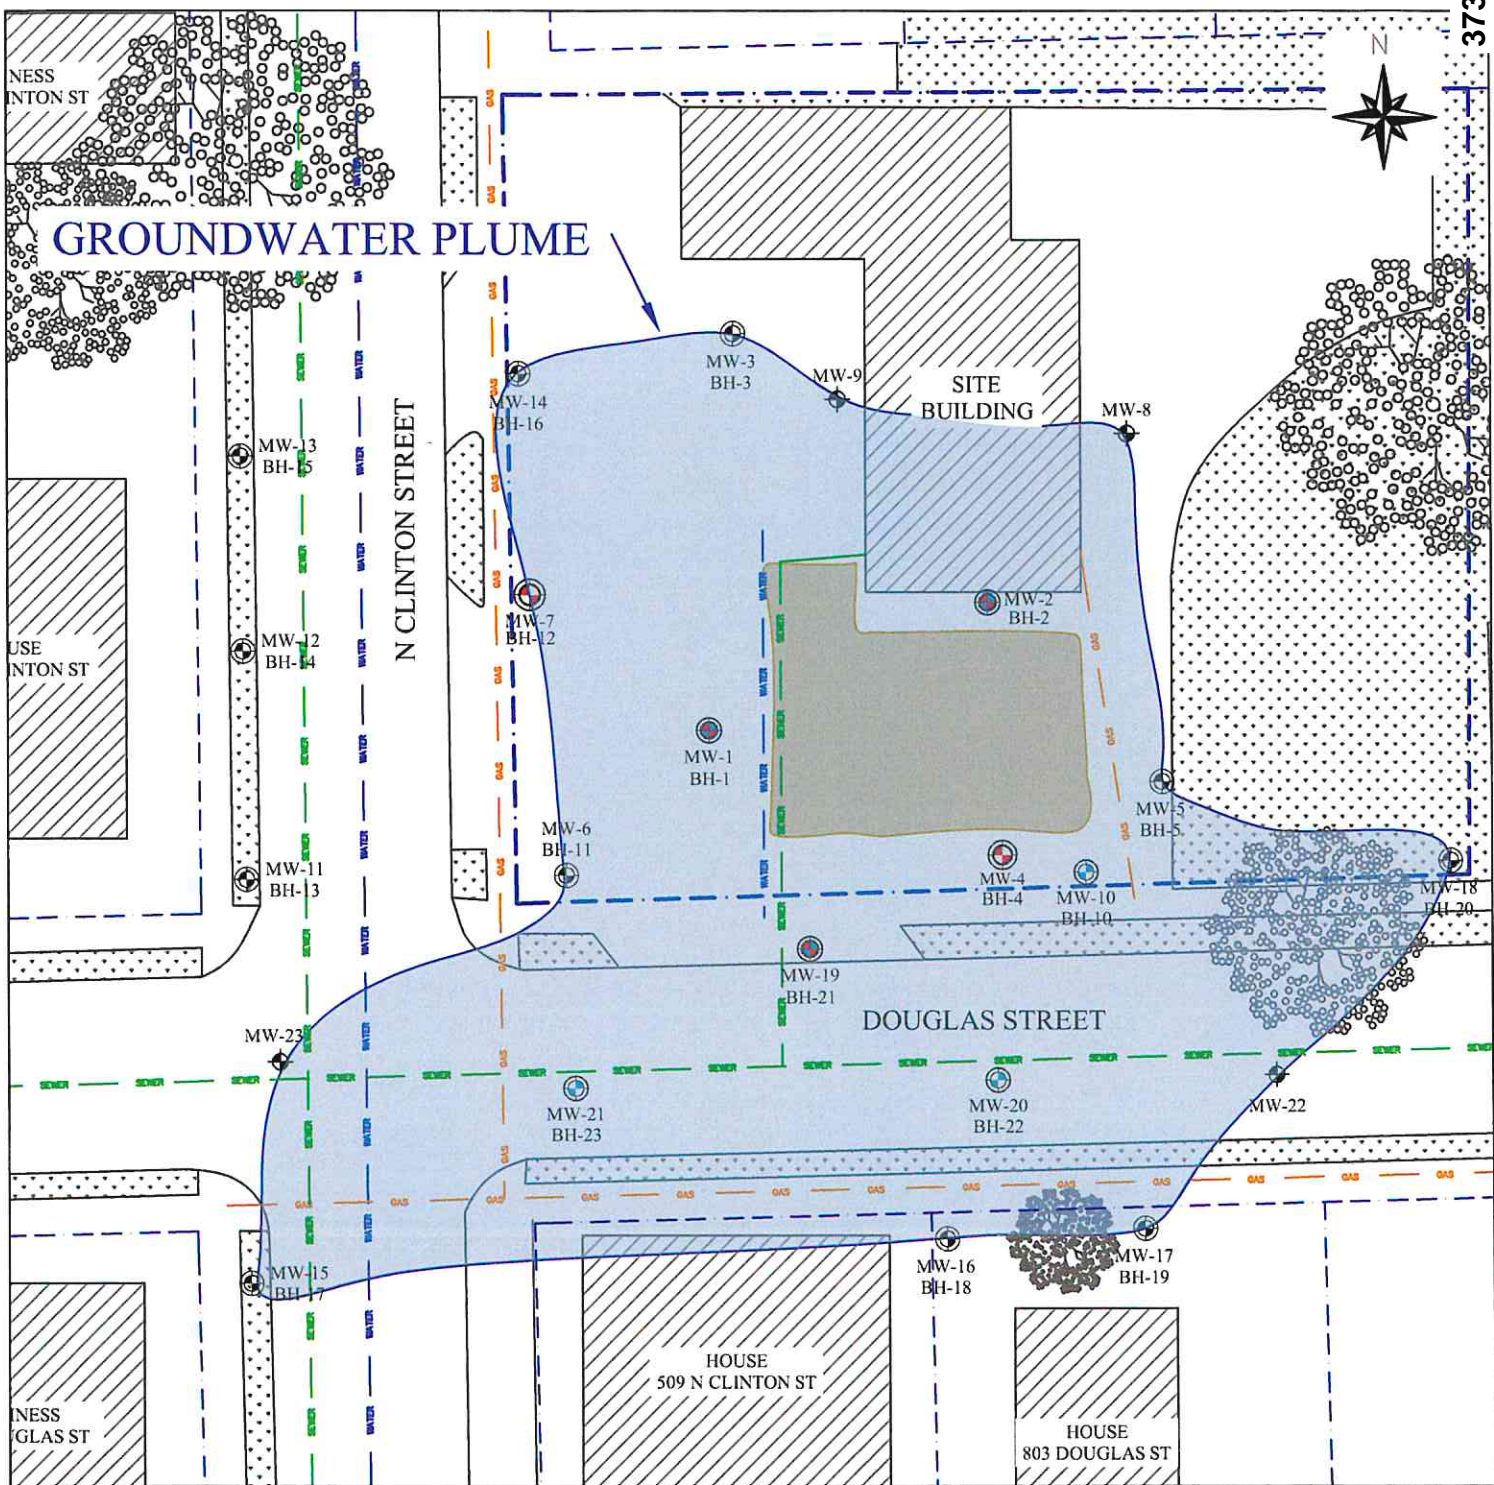 373
N
NESS
INTON ST
GROUNDWATER PLUME
MW-3
BH-3
MW-9
SITE
BUILDING
MW-8
MW-14
BH-16
MW-13
BH-15
N CLINTON STREET
MW-7
BH-12
MW-2
BH-2
MW-12
BH-14
USE
INTON ST
MW-1
BH-1
MW-5
BH-5
MW-6
BH-11
MW-11
BH-13
MW-4
BH-4
MW-10
BH-10
MW-18
BH-20
MW-19
BH-21
DOUGLAS STREET
MW-23
MW-21
BH-23
MW-20
BH-22
MW-22
MW-15
BH-17
MW-16
BH-18
MW-17
BH-19
HOUSE
509 N CLINTON ST
HOUSE
803 DOUGLAS ST
INESS
GLAS ST
SEWER
WATER
GAS